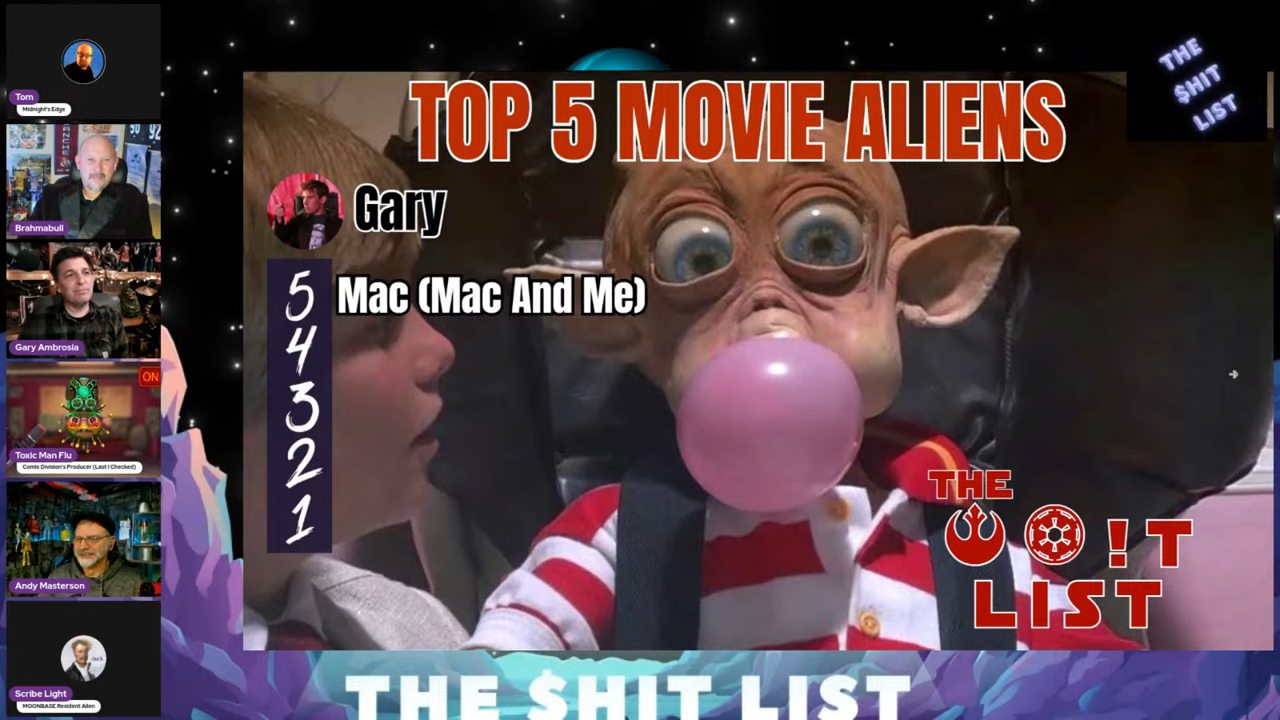 Tom
Midnight's Edge
Brahmabull
Gary Ambrosia
ON
Toxic Man Flu
Comix Division's Producer (Last I Checked)
Andy Masterson
Scribe Light
MOONBASE Resident Alien
TOP 5 MOVIE ALIENS
Gary
5 Mac (Mac And Me)
4
3
2
1
THE
$HIT
LIST
THE
!T
LIST
THE $HIT LIST